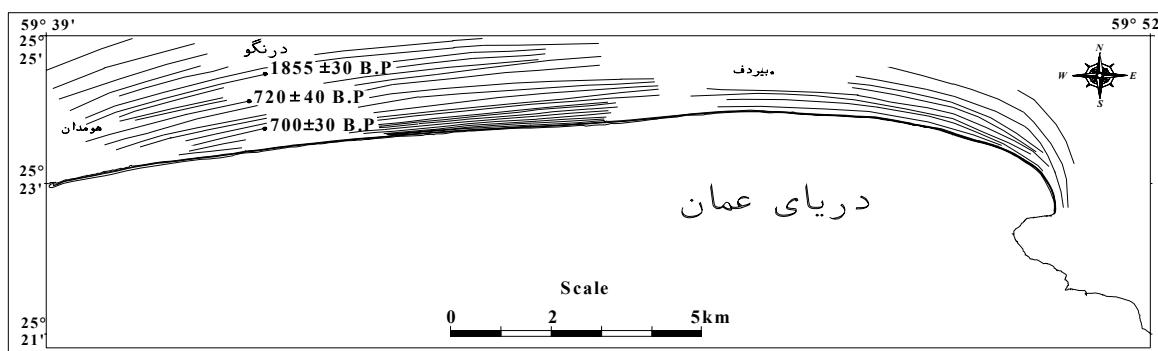 59° 39'
59° 52
25°
25'
درنگو
1855 ±30 B.P
720±40 B.P
700±30 B.P
هومدان
بیردف
N
W
E
S
25°
23'
دریای عمان
Scale
0 2 5km
25°
21'